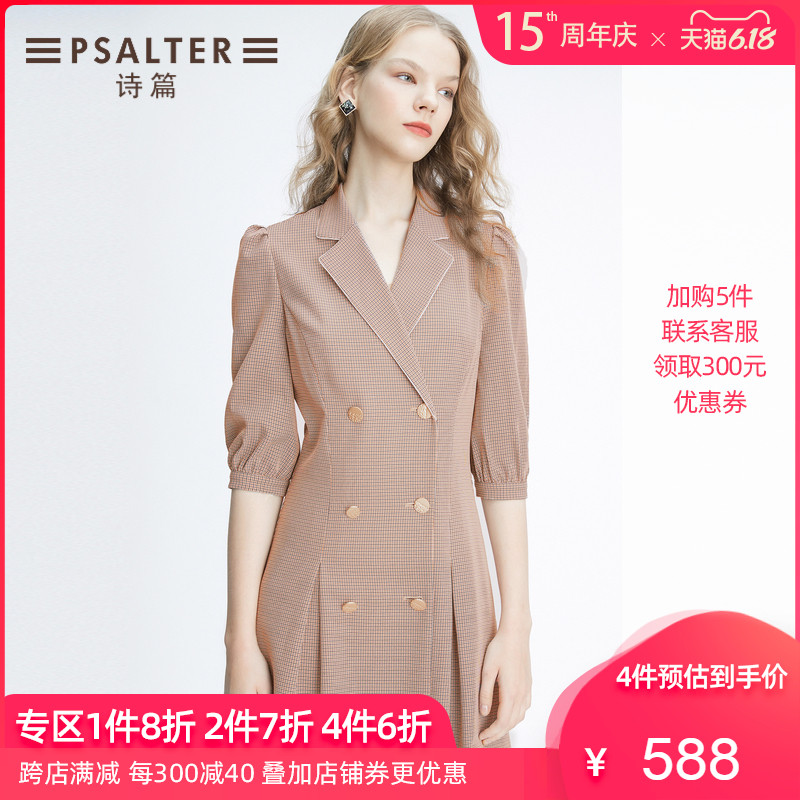 PSALTER
诗篇
15th周年庆 × 天猫6.18
加购5件
联系客服
领取300元
优惠券
4件预估到手价
¥ 588
专区1件8折 2件7折 4件6折
跨店满减 每300减40 叠加店铺券更优惠